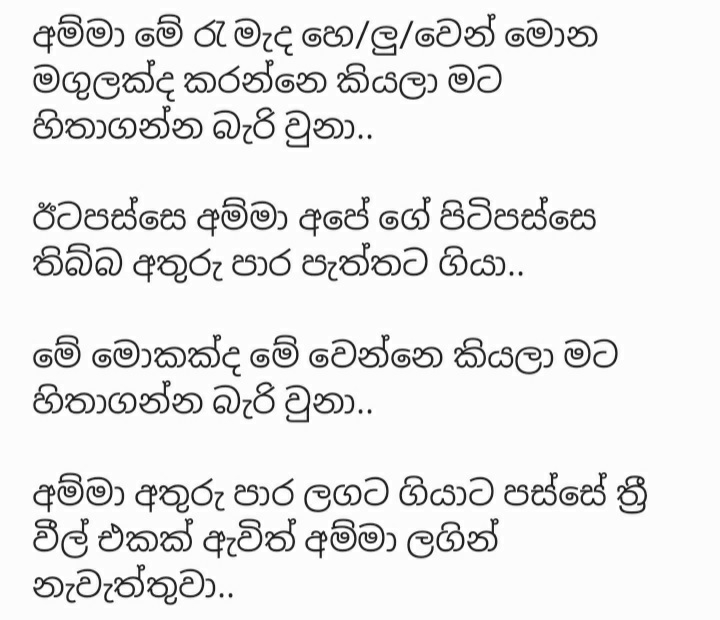 අම්මා මේ රෑ මැද හෙ/ලු/වෙන් මොන
මගුලක්ද කරන්නෙ කියලා මට
හිතාගන්න බැරි වුනා..
ඊටපස්සෙ අම්මා අපේ ගේ පිටිපස්සෙ
තිබ්බ අතුරු පාර පැත්තට ගියා..
මේ මොකක්ද මේ වෙන්නෙ කියලා මට
හිතාගන්න බැරි වුනා..
අම්මා අතුරු පාර ලගට ගියාට පස්සේ ත්‍රී
වීල් එකක් ඇවිත් අම්මා ලගින්
නැවැත්තුවා..